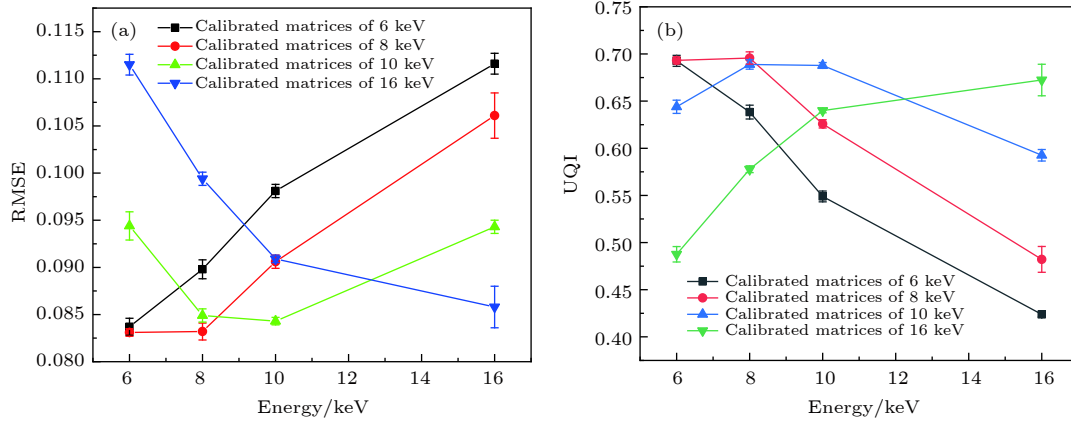 (a)
Calibrated matrices of 6 keV
Calibrated matrices of 8 keV
Calibrated matrices of 10 keV
Calibrated matrices of 16 keV
RMSE
0.115
0.110
0.105
0.100
0.095
0.090
0.085
0.080
6 8 10 12 14 16
Energy/keV
(b)
UQI
0.75
0.70
0.65
0.60
0.55
0.50
0.45
0.40
Calibrated matrices of 6 keV
Calibrated matrices of 8 keV
Calibrated matrices of 10 keV
Calibrated matrices of 16 keV
6 8 10 12 14 16
Energy/keV